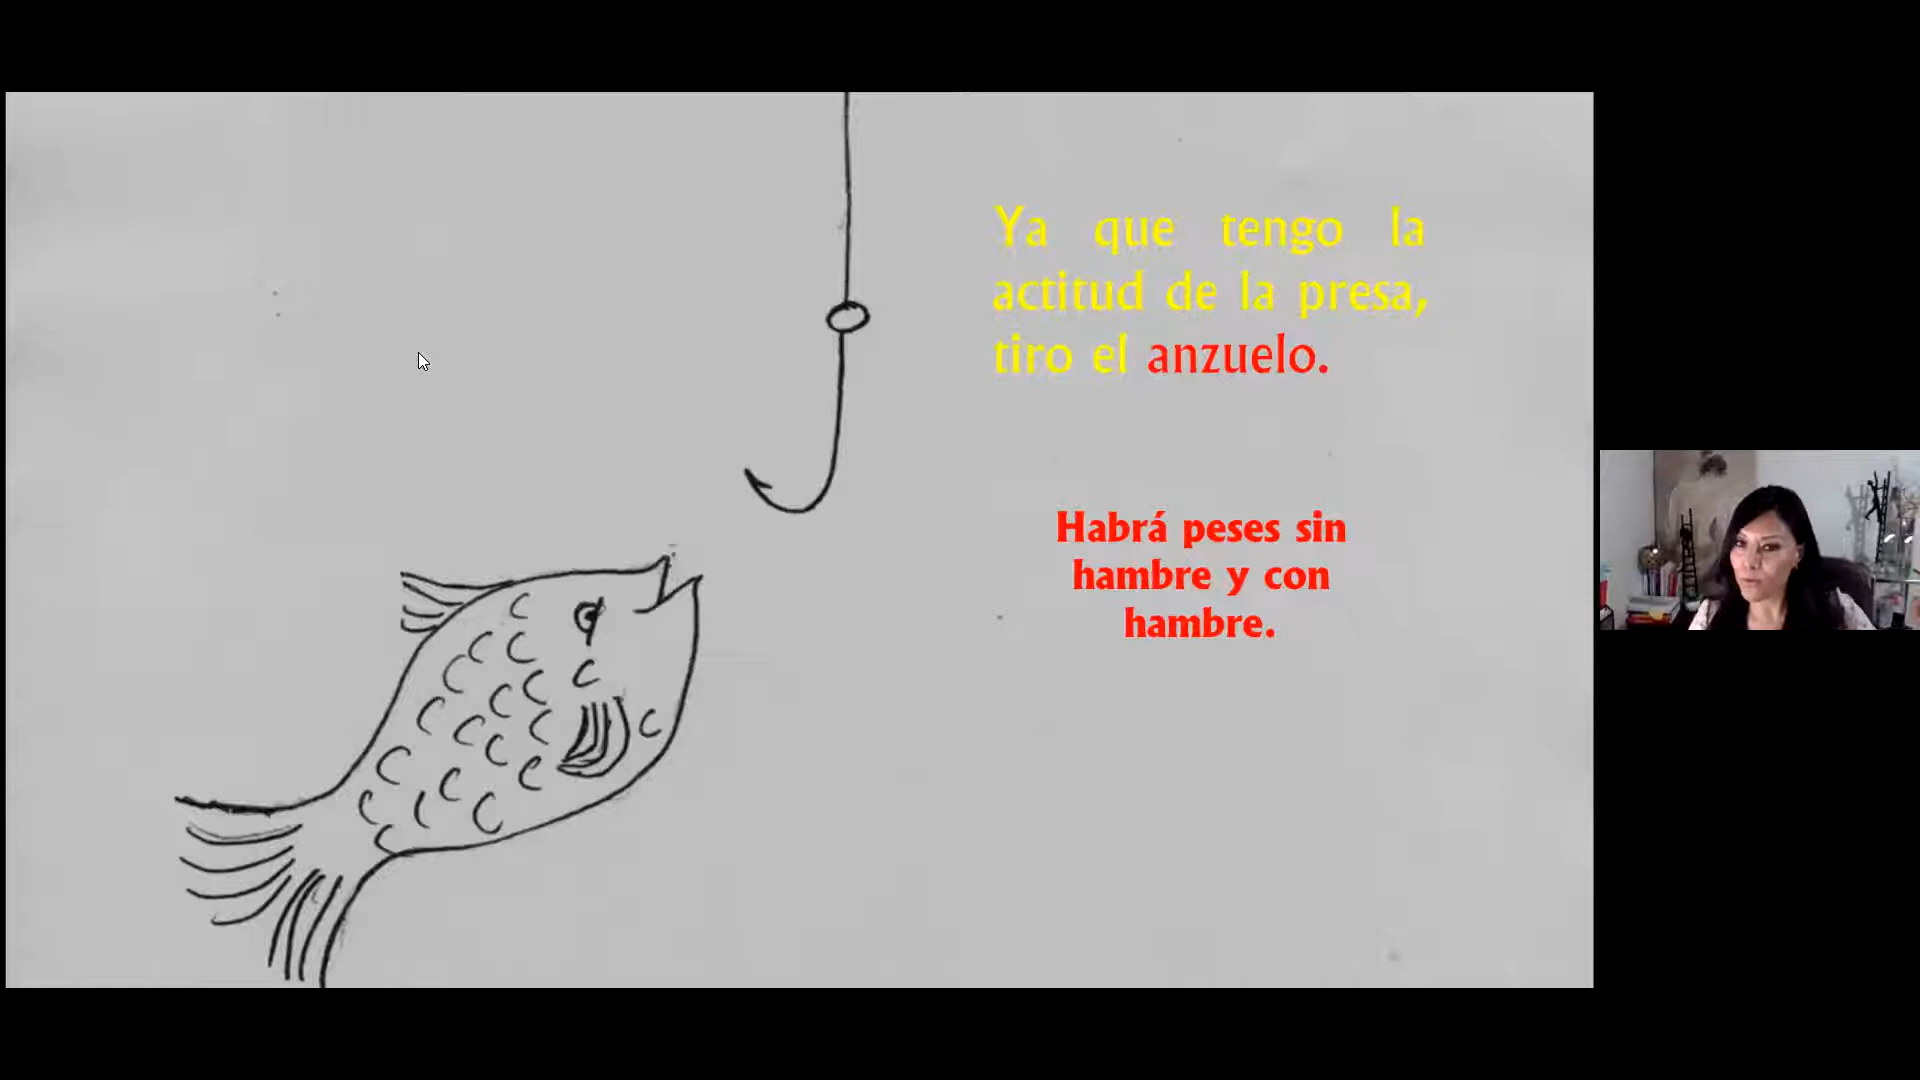 Ya que tengo la
actitud de la presa,
tiro el anzuelo.
Habrá peses sin
hambre y con
hambre.